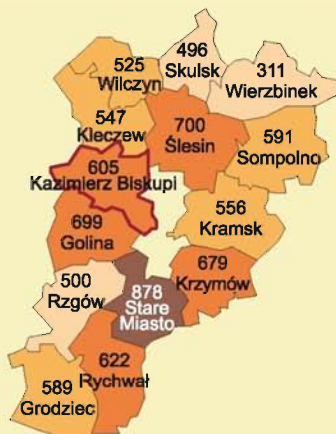 496
Skulsk
525
Wilczyn
311
Wierzbinek
547
Kleczew
700
Ślesin
591
Sompolno
605
Kazimierz Biskupi
556
Kramsk
699
Golina
679
Krzymów
500
Rzgów
878
Stare
Miasto
622
Rychwał
589
Grodziec